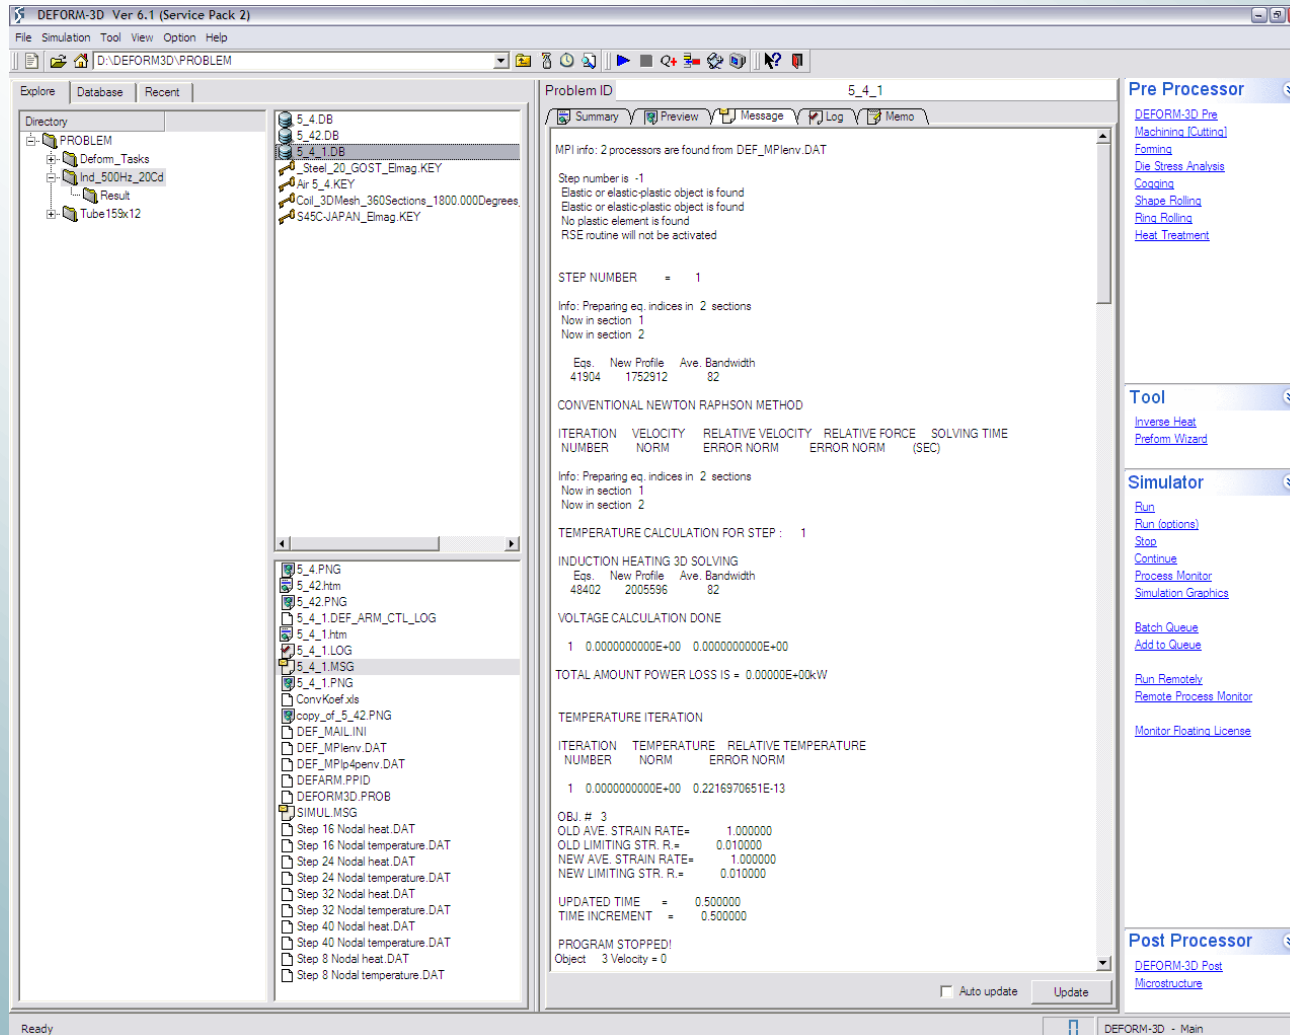 DEFORM-3D Ver 6.1 (Service Pack 2)
File Simulation Tool View Option Help
D:\DEFORM3D\PROBLEM
Explore Database Recent
Directory
PROBLEM
Deform_Tasks
Ind_500Hz_20Cd
Result
Tube159x12
5_4.DB
5_42.DB
5_4_1.DB
_Steel_20_GOST_Elmag.KEY
Air 5_4.KEY
Coil_3DMesh_360Sections_1800.000Degrees_
S45C-JAPAN_Elmag.KEY
5_4.PNG
5_42.htm
5_42.PNG
5_4_1.DEF_ARM_CTL_LOG
5_4_1.htm
5_4_1.LOG
5_4_1.MSG
5_4_1.PNG
ConvKoef.xls
copy_of_5_42.PNG
DEF_MAIL.INI
DEF_MPIenv.DAT
DEF_MPIp4penv.DAT
DEFARM.PPID
DEFORM3D.PROB
SIMUL.MSG
Step 16 Nodal heat.DAT
Step 16 Nodal temperature.DAT
Step 24 Nodal heat.DAT
Step 24 Nodal temperature.DAT
Step 32 Nodal heat.DAT
Step 32 Nodal temperature.DAT
Step 40 Nodal heat.DAT
Step 40 Nodal temperature.DAT
Step 8 Nodal heat.DAT
Step 8 Nodal temperature.DAT
Problem ID 5_4_1
Summary Preview Message Log Memo
MPI info: 2 processors are found from DEF_MPIenv.DAT
Step number is -1
Elastic or elastic-plastic object is found
Elastic or elastic-plastic object is found
No plastic element is found
RSE routine will not be activated
STEP NUMBER = 1
Info: Preparing eq. indices in 2 sections
Now in section 1
Now in section 2
Eqs. New Profile Ave. Bandwidth
41904 1752912 82
CONVENTIONAL NEWTON RAPHSON METHOD
ITERATION VELOCITY RELATIVE VELOCITY RELATIVE FORCE SOLVING TIME
NUMBER NORM ERROR NORM ERROR NORM (SEC)
Info: Preparing eq. indices in 2 sections
Now in section 1
Now in section 2
TEMPERATURE CALCULATION FOR STEP : 1
INDUCTION HEATING 3D SOLVING
Eqs. New Profile Ave. Bandwidth
48402 2005596 82
VOLTAGE CALCULATION DONE
1 0.0000000000E+00 0.0000000000E+00
TOTAL AMOUNT POWER LOSS IS = 0.00000E+00kW
TEMPERATURE ITERATION
ITERATION TEMPERATURE RELATIVE TEMPERATURE
NUMBER NORM ERROR NORM
1 0.0000000000E+00 0.2216970651E-13
OBJ. # 3
OLD AVE. STRAIN RATE= 1.000000
OLD LIMITING STR. R.= 0.010000
NEW AVE. STRAIN RATE= 1.000000
NEW LIMITING STR. R.= 0.010000
UPDATED TIME = 0.500000
TIME INCREMENT = 0.500000
PROGRAM STOPPED!
Object 3 Velocity = 0
Auto update Update
Pre Processor
DEFORM-3D Pre
Machining [Cutting]
Forming
Die Stress Analysis
Cogging
Shape Rolling
Ring Rolling
Heat Treatment
Tool
Inverse Heat
Preform Wizard
Simulator
Run
Run (options)
Stop
Continue
Process Monitor
Simulation Graphics
Batch Queue
Add to Queue
Run Remotely
Remote Process Monitor
Monitor Floating License
Post Processor
DEFORM-3D Post
Microstructure
Ready
DEFORM-3D - Main